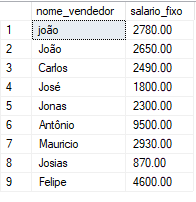 nome_vendedor salario_fixo
1 joão 2780.00
2 João 2650.00
3 Carlos 2490.00
4 José 1800.00
5 Jonas 2300.00
6 Antônio 9500.00
7 Mauricio 2930.00
8 Josias 870.00
9 Felipe 4600.00